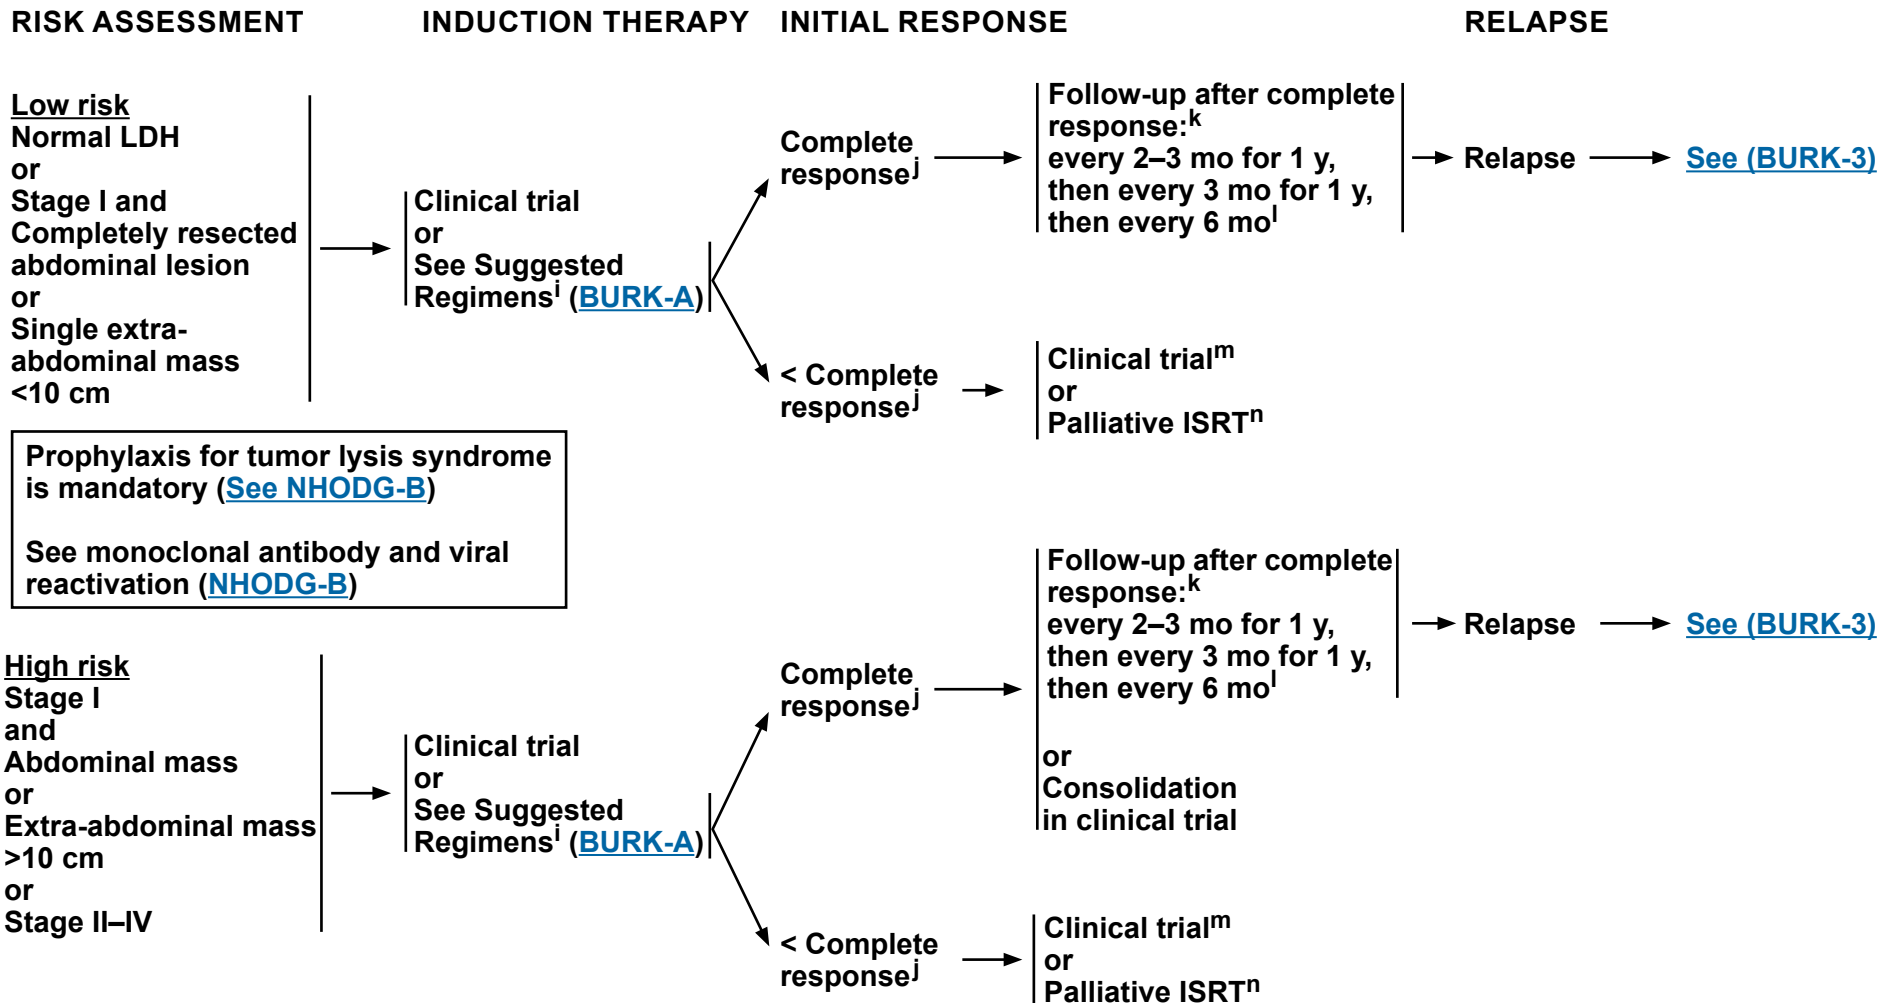 RISK ASSESSMENT
INDUCTION THERAPY
INITIAL RESPONSE
RELAPSE
Low risk
Normal LDH
or
Stage I and
Completely resected
abdominal lesion
or
Single extra-
abdominal mass
<10 cm
Clinical trial
or
See Suggested
Regimensⁱ (BURK-A)
Complete
responseʲ
Follow-up after complete
response:ᵏ
every 2–3 mo for 1 y,
then every 3 mo for 1 y,
then every 6 moˡ
Relapse
See (BURK-3)
< Complete
responseʲ
Clinical trialᵐ
or
Palliative ISRTⁿ
Prophylaxis for tumor lysis syndrome
is mandatory (See NHODG-B)
See monoclonal antibody and viral
reactivation (NHODG-B)
High risk
Stage I
and
Abdominal mass
or
Extra-abdominal mass
>10 cm
or
Stage II–IV
Clinical trial
or
See Suggested
Regimensⁱ (BURK-A)
Complete
responseʲ
Follow-up after complete
response:ᵏ
every 2–3 mo for 1 y,
then every 3 mo for 1 y,
then every 6 moˡ
or
Consolidation
in clinical trial
Relapse
See (BURK-3)
< Complete
responseʲ
Clinical trialᵐ
or
Palliative ISRTⁿ